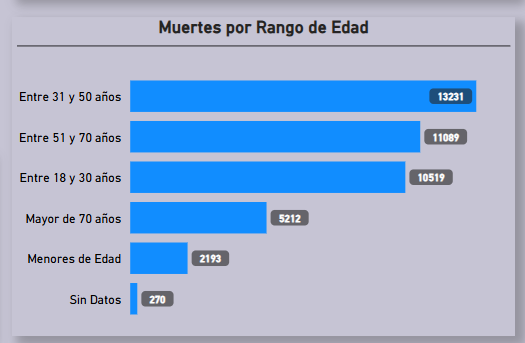 Muertes por Rango de Edad
Entre 31 y 50 años 13231
Entre 51 y 70 años 11089
Entre 18 y 30 años 10519
Mayor de 70 años 5212
Menores de Edad 2193
Sin Datos 270